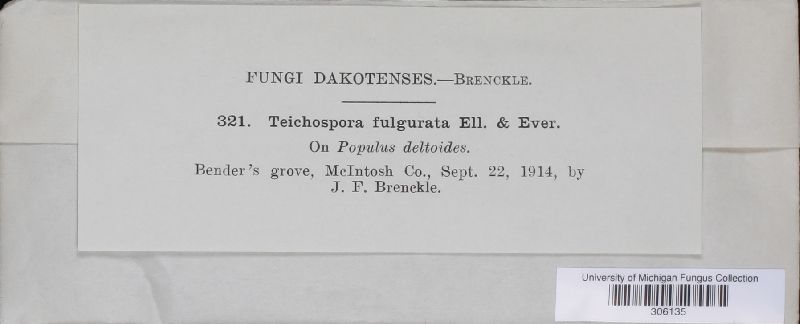 FUNGI DAKOTENSES.—BRENCKLE.
321. Teichospora fulgurata Ell. & Ever.
On Populus deltoides.
Bender's grove, McIntosh Co., Sept. 22, 1914, by
J. F. Brenckle.
University of Michigan Fungus Collection
306135